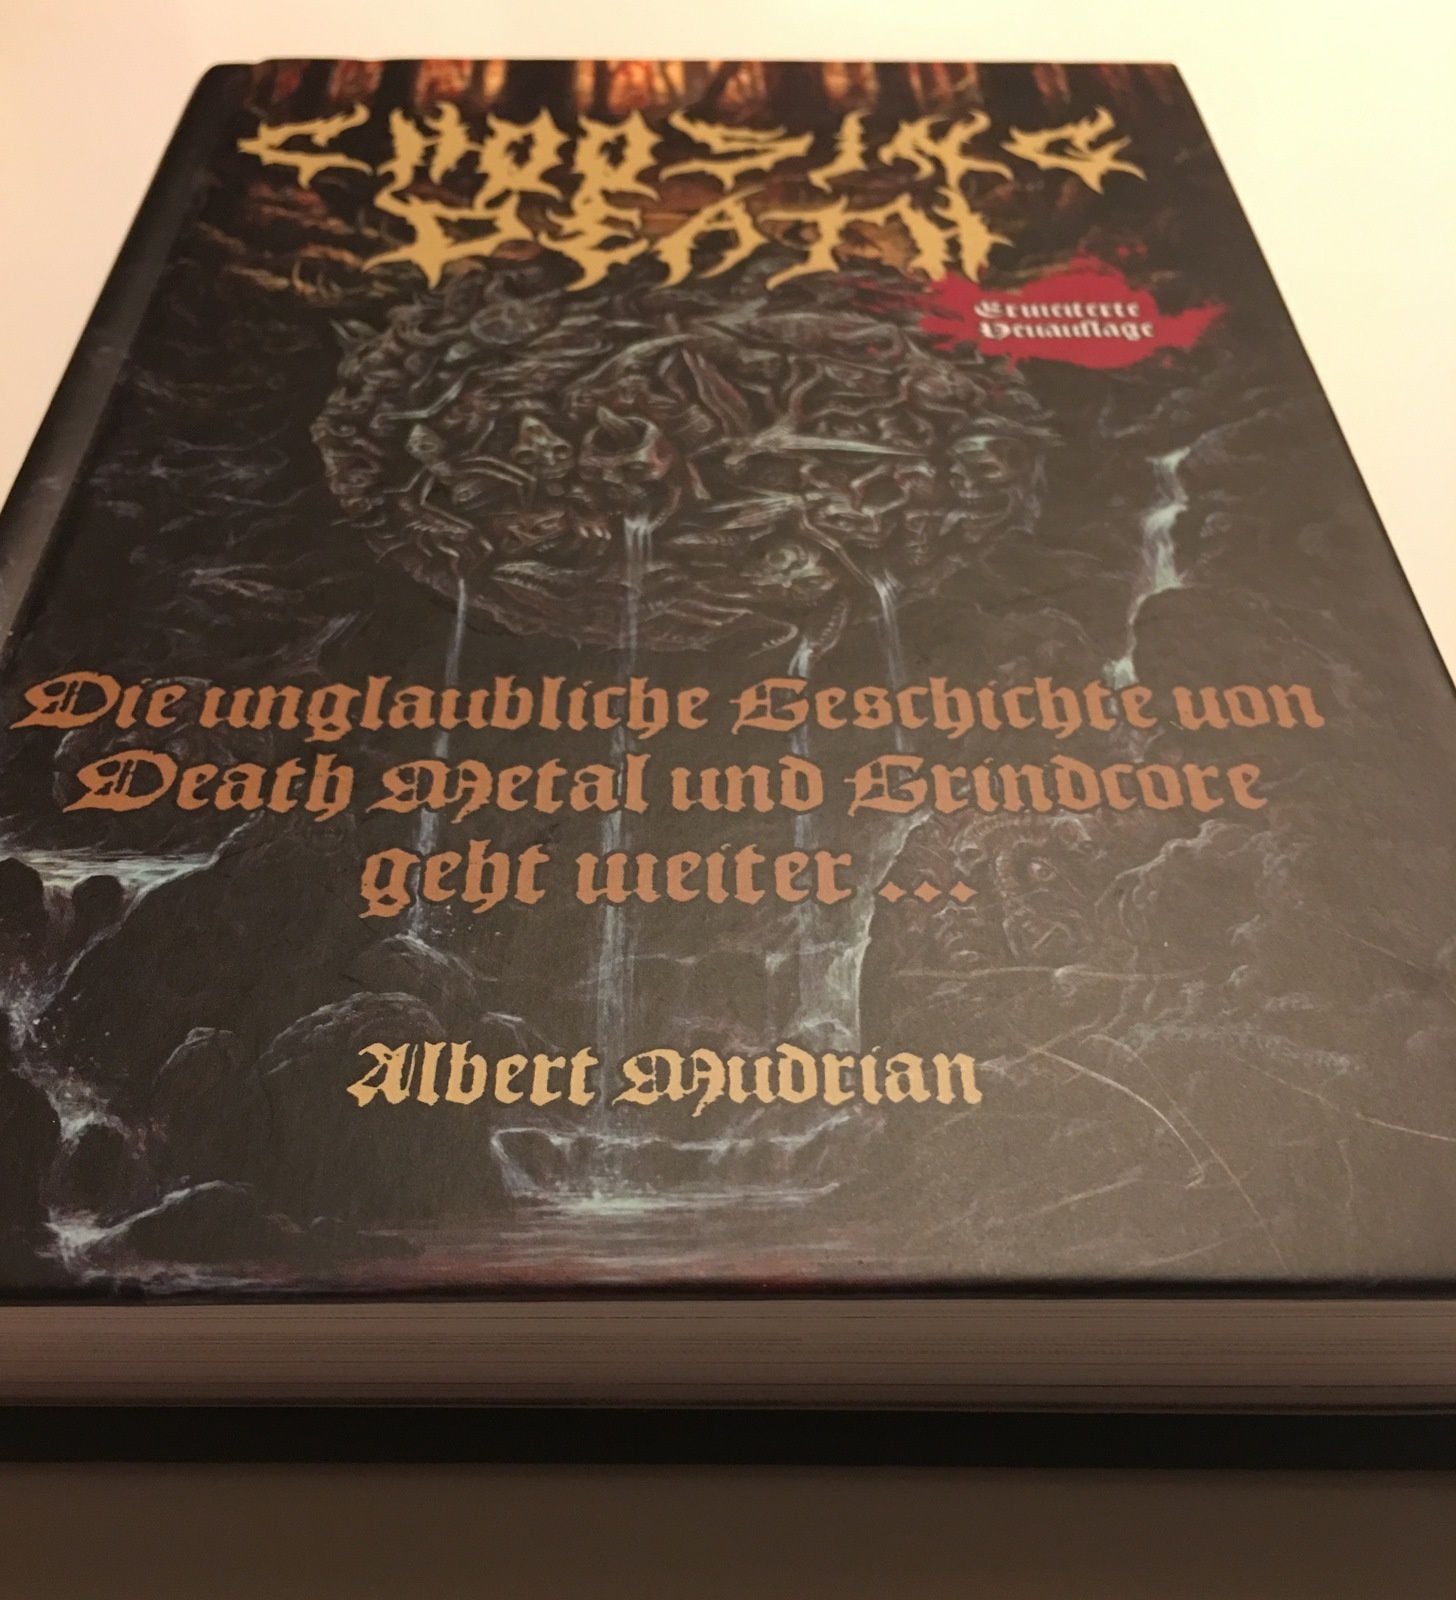 CHOOSING
DEATH
Erweiterte
Neuauflage
Die unglaubliche Geschichte von
Death Metal und Grindcore
geht weiter ...
Albert Mudrian